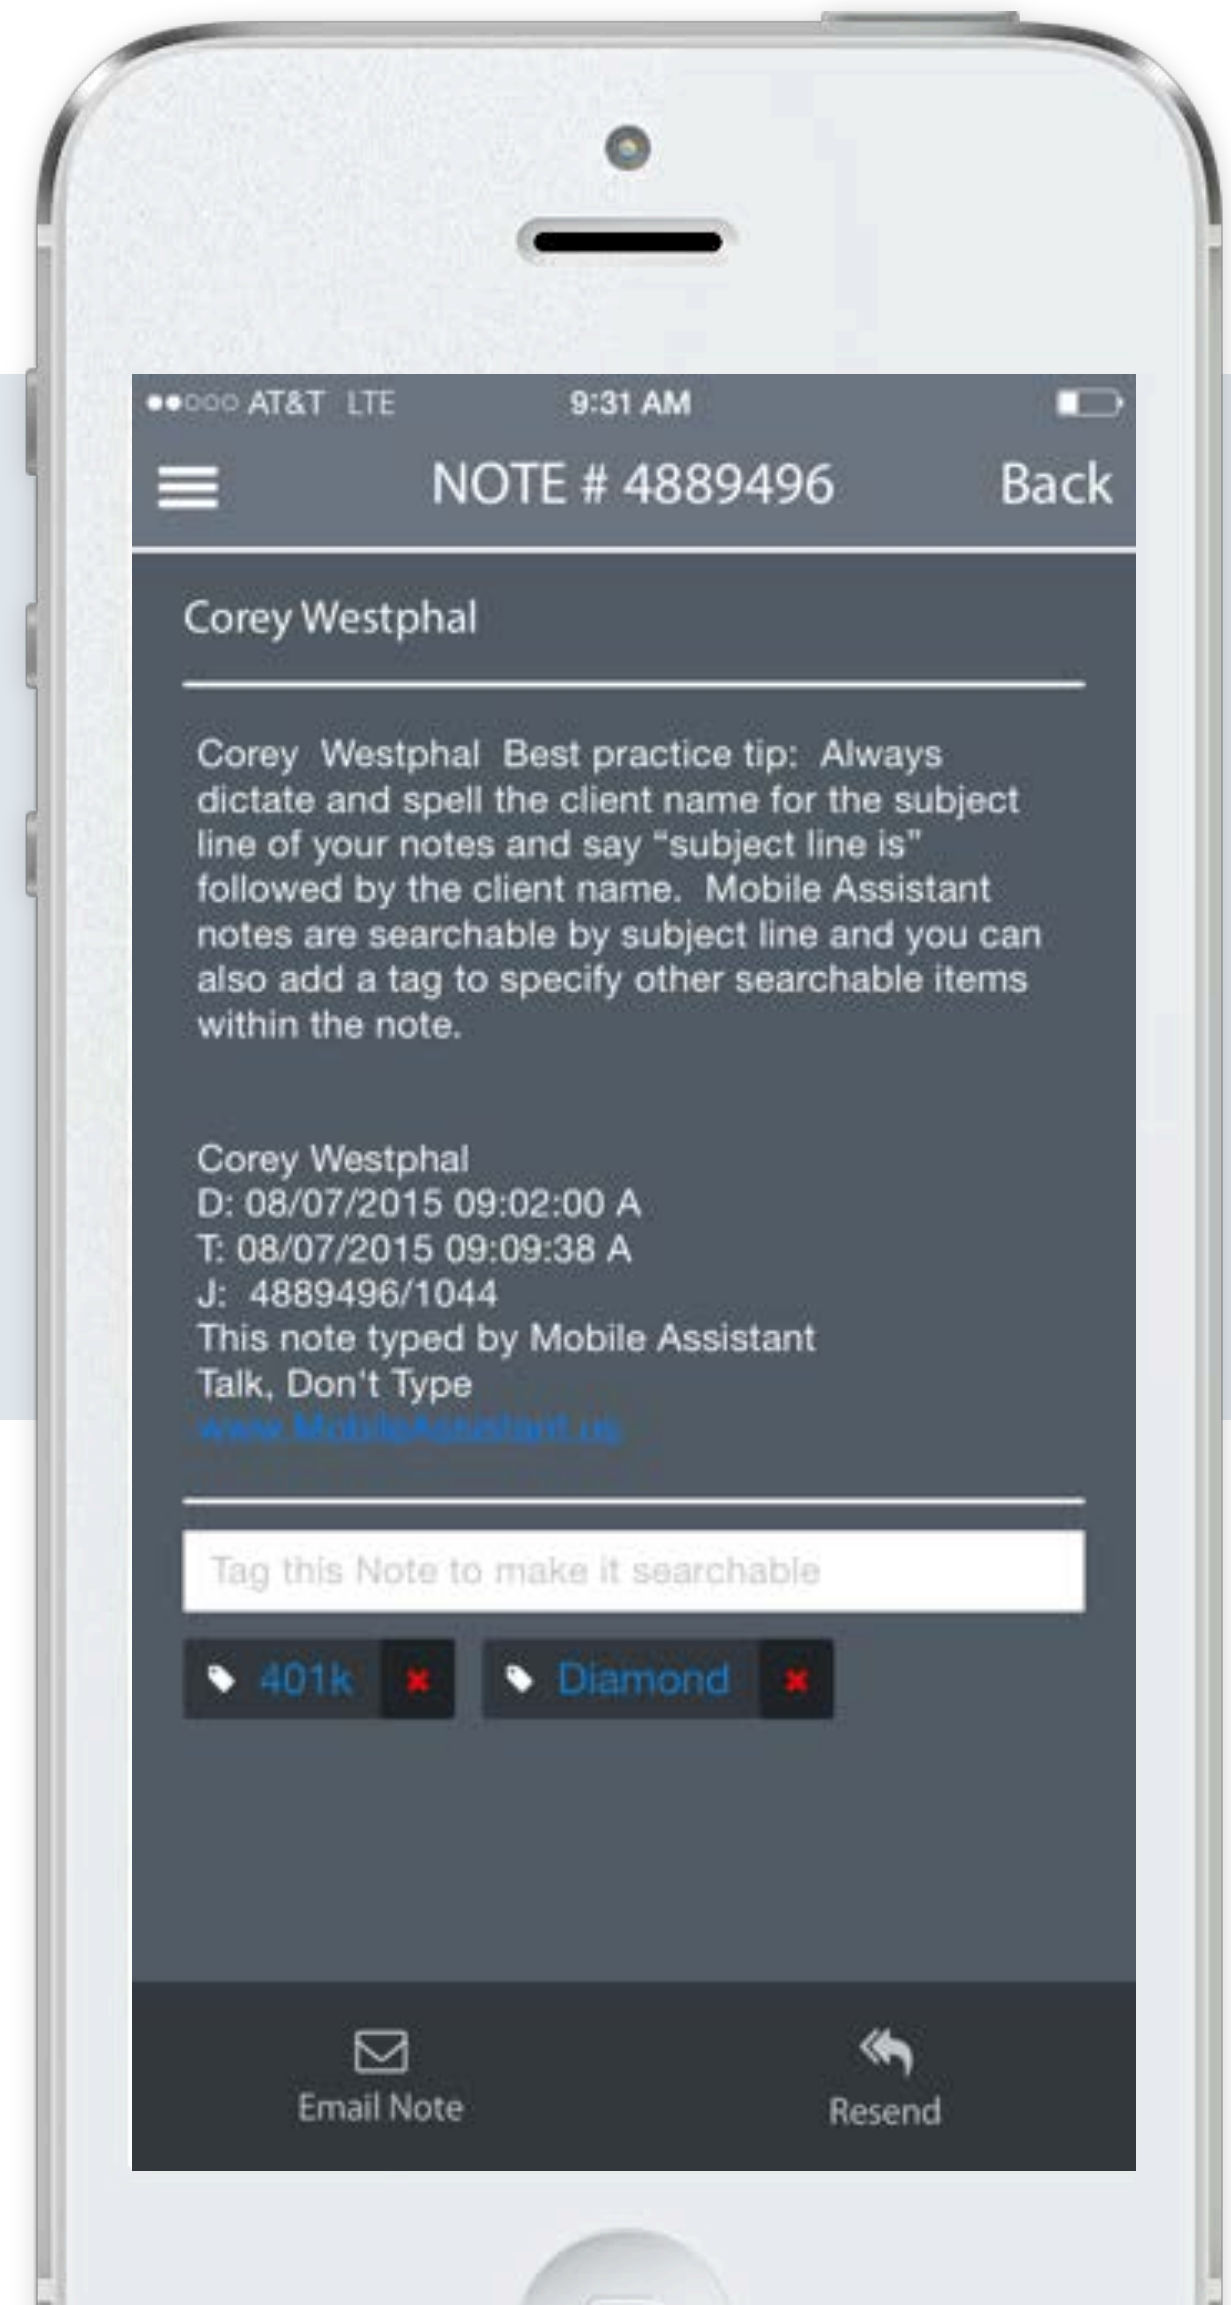 AT&T LTE 9:31 AM
NOTE # 4889496 Back
Corey Westphal
Corey  Westphal  Best practice tip:  Always
dictate and spell the client name for the subject
line of your notes and say “subject line is”
followed by the client name.  Mobile Assistant
notes are searchable by subject line and you can
also add a tag to specify other searchable items
within the note.
Corey Westphal
D: 08/07/2015 09:02:00 A
T: 08/07/2015 09:09:38 A
J:  4889496/1044
This note typed by Mobile Assistant
Talk, Don't Type
www.MobileAssistant.us
Tag this Note to make it searchable
401k Diamond
Email Note Resend